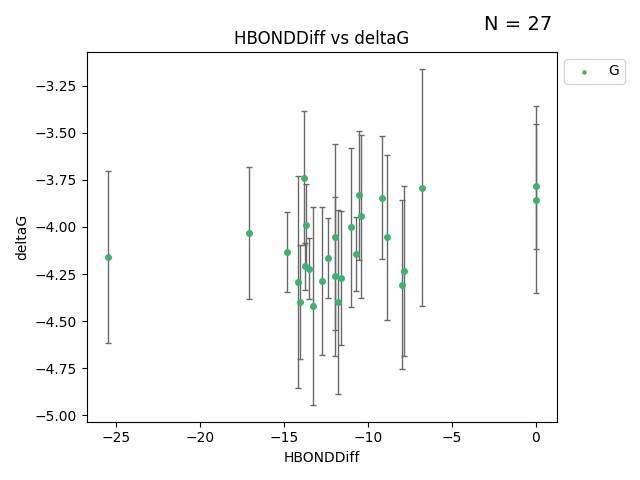 N = 27
HBONDDiff vs deltaG
G
deltaG
−3.25
−3.50
−3.75
−4.00
−4.25
−4.50
−4.75
−5.00
−25 −20 −15 −10 −5 0
HBONDDiff